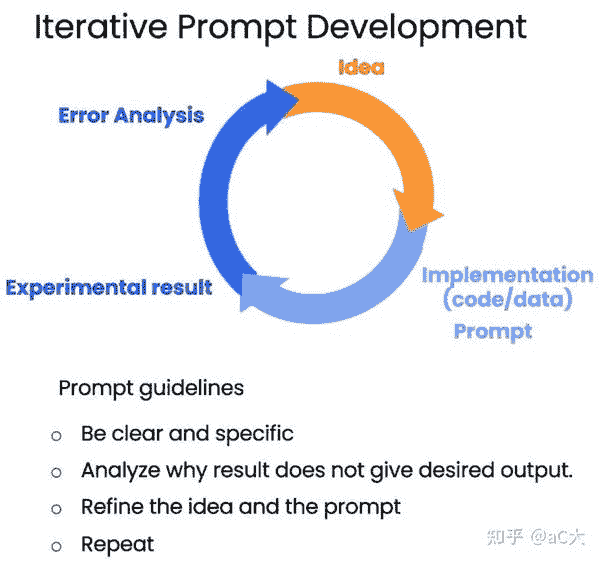 Iterative Prompt Development
Idea
Error Analysis
Experimental result
Implementation
(code/data)
Prompt
Prompt guidelines
Be clear and specific
Analyze why result does not give desired output.
Refine the idea and the prompt
Repeat
知乎 @aC大